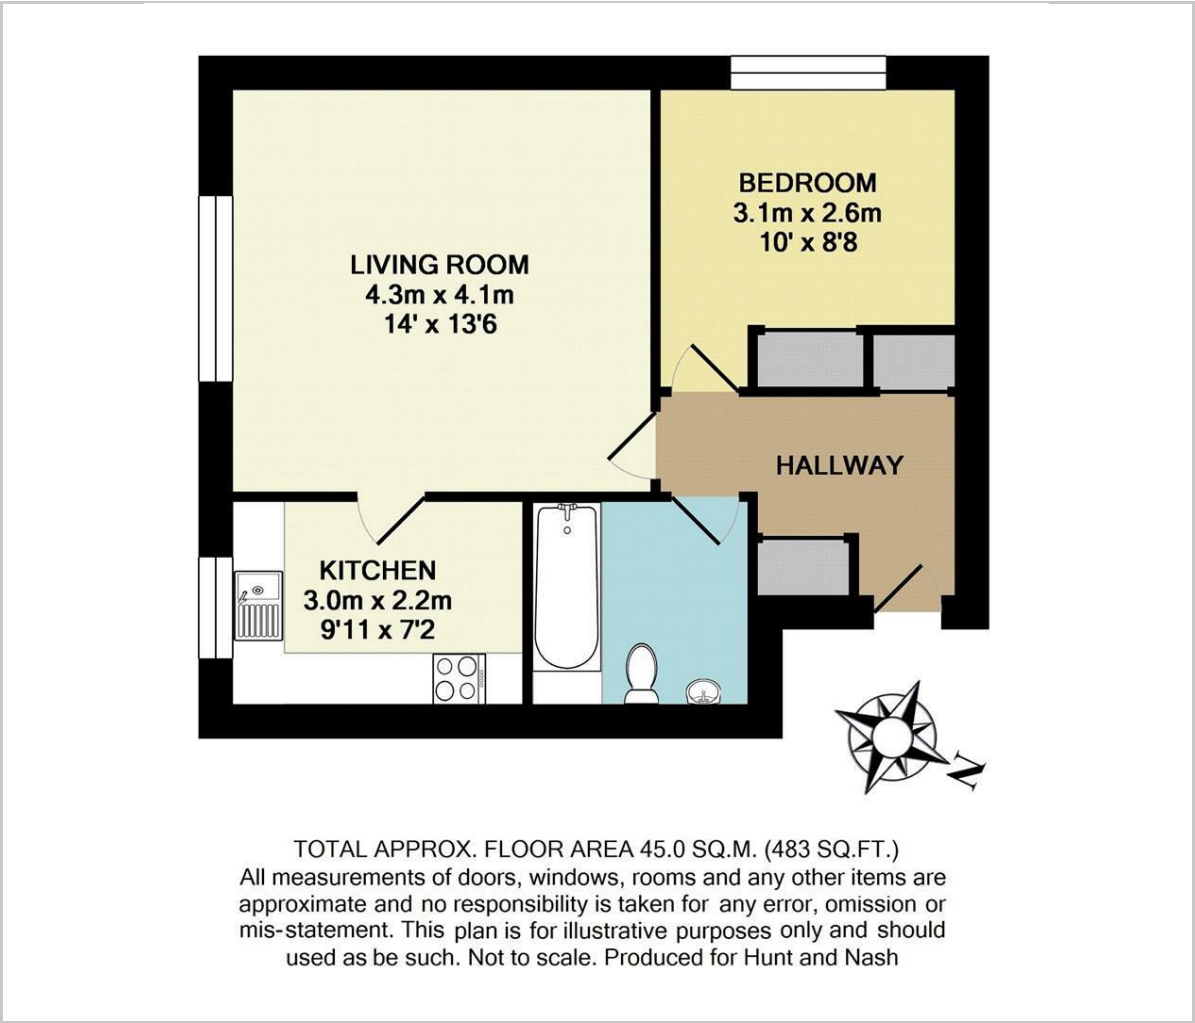 BEDROOM
3.1m x 2.6m
10' x 8'8
LIVING ROOM
4.3m x 4.1m
14' x 13'6
HALLWAY
KITCHEN
3.0m x 2.2m
9'11 x 7'2
N
TOTAL APPROX. FLOOR AREA 45.0 SQ.M. (483 SQ.FT.)
All measurements of doors, windows, rooms and any other items are
approximate and no responsibility is taken for any error, omission or
mis-statement. This plan is for illustrative purposes only and should
used as be such. Not to scale. Produced for Hunt and Nash